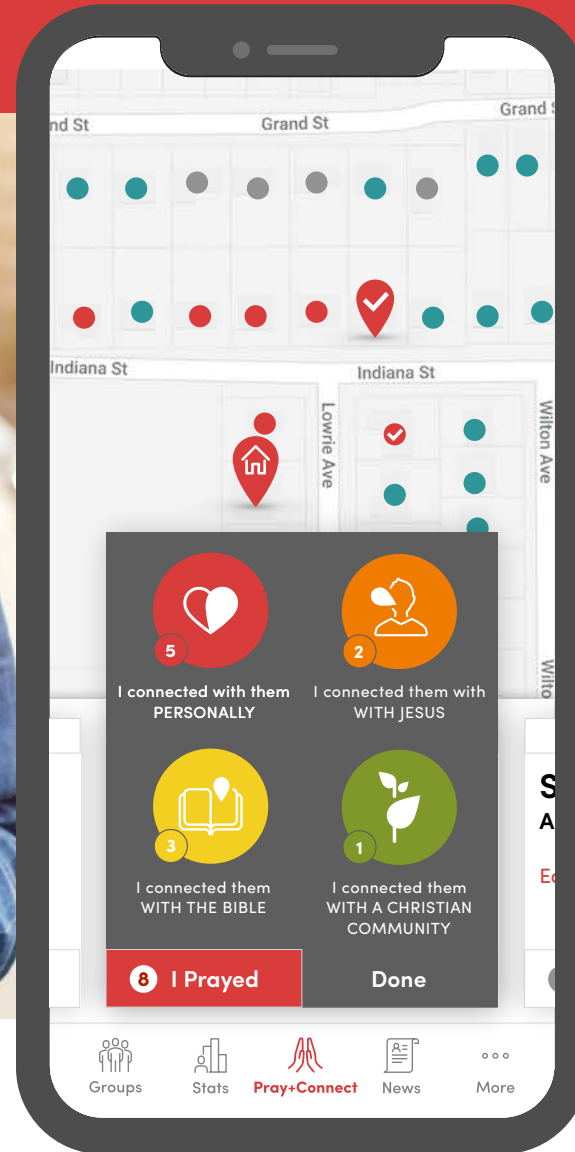 nd St
Grand St
Grand S
Indiana St
Indiana St
Lowrie Ave
Wilton Ave
Wilto
5
I connected with them
PERSONALLY
2
I connected them with
WITH JESUS
3
I connected them
WITH THE BIBLE
1
I connected them
WITH A CHRISTIAN
COMMUNITY
8 I Prayed
Done
S
A
Ed
Groups
Stats
Pray+Connect
News
More